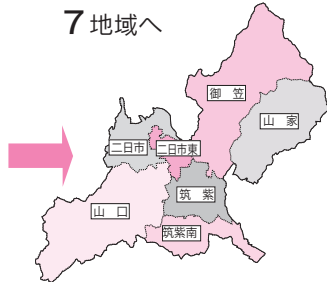 7地域へ
御 笠
山 家
二日市
二日市東
筑 紫
山 口
筑紫南